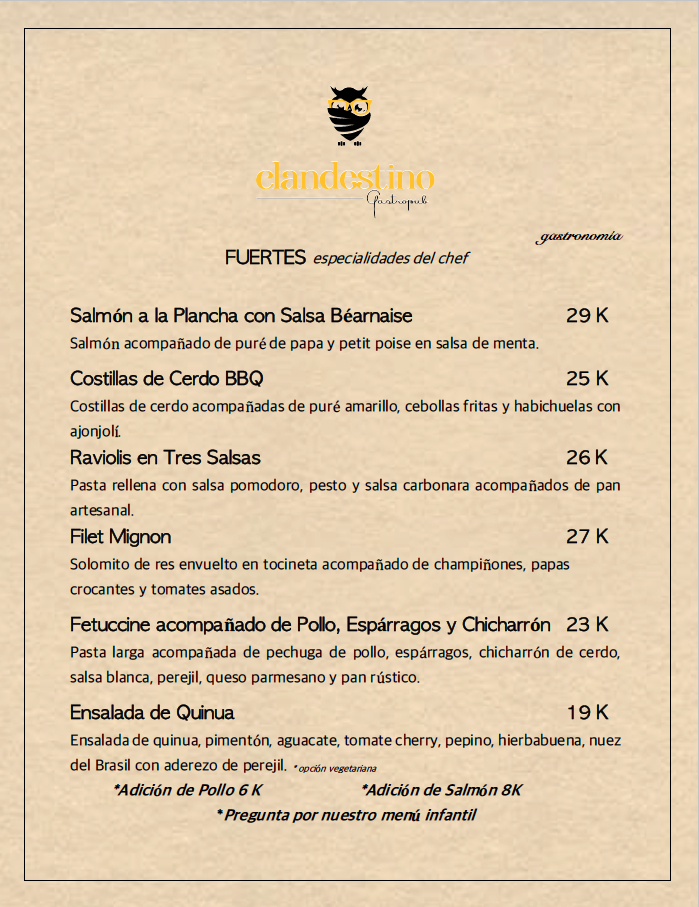 clandestino
Gastropub
gastronomía
FUERTES especialidades del chef
Salmón a la Plancha con Salsa Béarnaise 29 K
Salmón acompañado de puré de papa y petit poise en salsa de menta.
Costillas de Cerdo BBQ 25 K
Costillas de cerdo acompañadas de puré amarillo, cebollas fritas y habichuelas con
ajonjolí.
Raviolis en Tres Salsas 26 K
Pasta rellena con salsa pomodoro, pesto y salsa carbonara acompañados de pan
artesanal.
Filet Mignon 27 K
Solomito de res envuelto en tocineta acompañado de champiñones, papas
crocantes y tomates asados.
Fetuccine acompañado de Pollo, Espárragos y Chicharrón 23 K
Pasta larga acompañada de pechuga de pollo, espárragos, chicharrón de cerdo,
salsa blanca, perejil, queso parmesano y pan rústico.
Ensalada de Quinua 19 K
Ensalada de quinua, pimentón, aguacate, tomate cherry, pepino, hierbabuena, nuez
del Brasil con aderezo de perejil. *opción vegetariana
*Adición de Pollo 6 K *Adición de Salmón 8K
*Pregunta por nuestro menú infantil